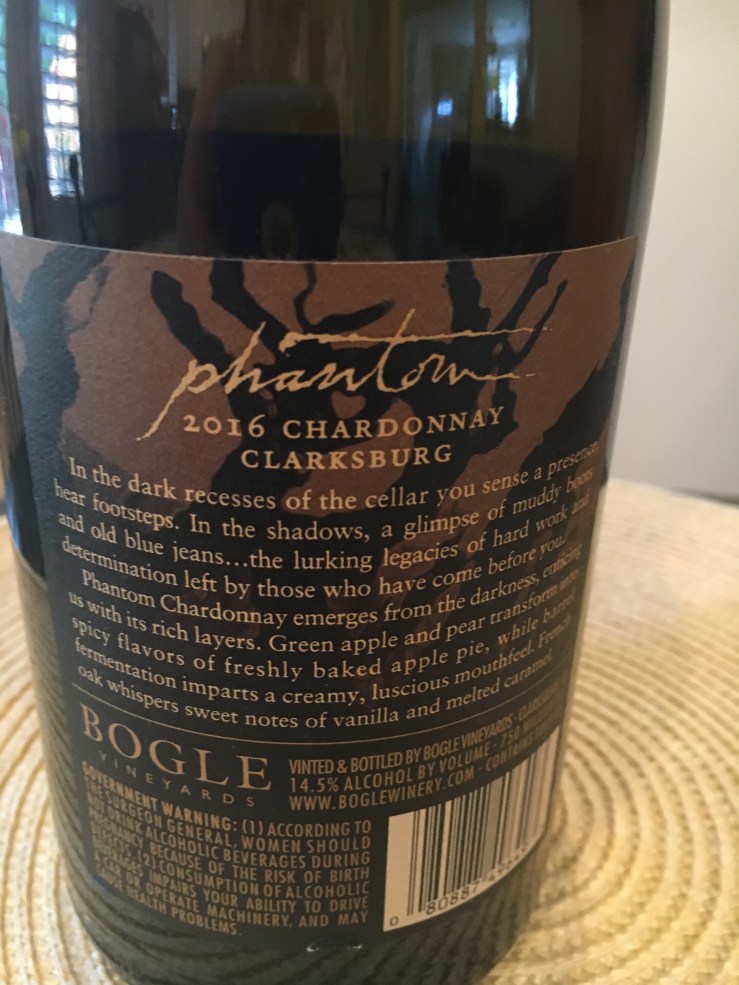 phantom
2016 CHARDONNAY
CLARKSBURG
In the dark recesses of the cellar you sense a presence,
hear footsteps. In the shadows, a glimpse of muddy boots
and old blue jeans...the lurking legacies of hard work and
determination left by those who have come before you.
Phantom Chardonnay emerges from the darkness, enticing
us with its rich layers. Green apple and pear transform into
spicy flavors of freshly baked apple pie, while barrel
fermentation imparts a creamy, luscious mouthfeel. French
oak whispers sweet notes of vanilla and melted caramel.
BOGLE
VINEYARDS
VINTED & BOTTLED BY BOGLE VINEYARDS ·
14.5% ALCOHOL BY VOLUME · 750
WWW.BOGLEWINERY.COM · CONTAINS
GOVERNMENT WARNING: (1) ACCORDING TO
THE SURGEON GENERAL, WOMEN SHOULD
NOT DRINK ALCOHOLIC BEVERAGES DURING
PREGNANCY BECAUSE OF THE RISK OF BIRTH
DEFECTS. (2) CONSUMPTION OF ALCOHOLIC
BEVERAGES IMPAIRS YOUR ABILITY TO DRIVE
A CAR OR OPERATE MACHINERY, AND MAY
CAUSE HEALTH PROBLEMS.
0 80887